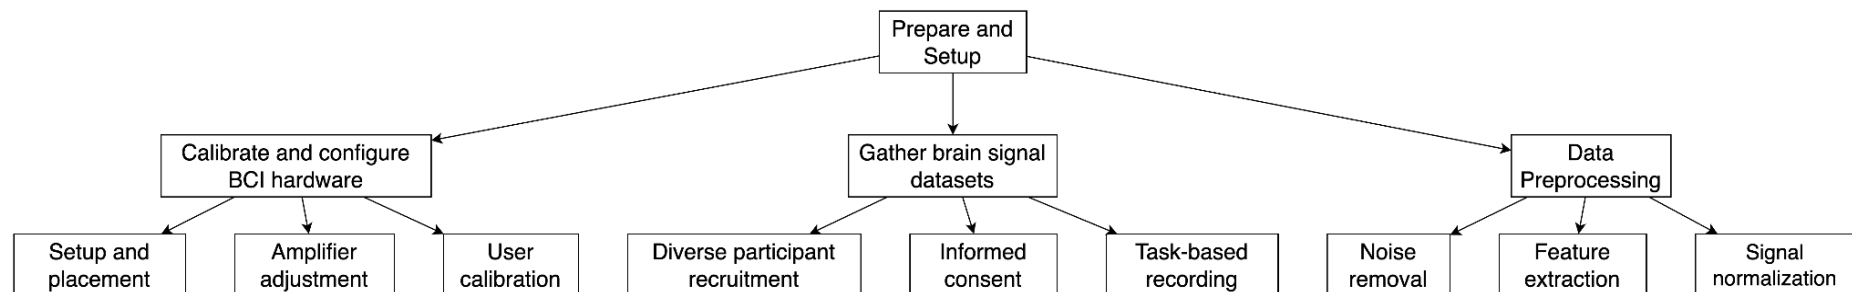 Prepare and
Setup
Calibrate and configure
BCI hardware
Gather brain signal
datasets
Data
Preprocessing
Setup and
placement
Amplifier
adjustment
User
calibration
Diverse participant
recruitment
Informed
consent
Task-based
recording
Noise
removal
Feature
extraction
Signal
normalization